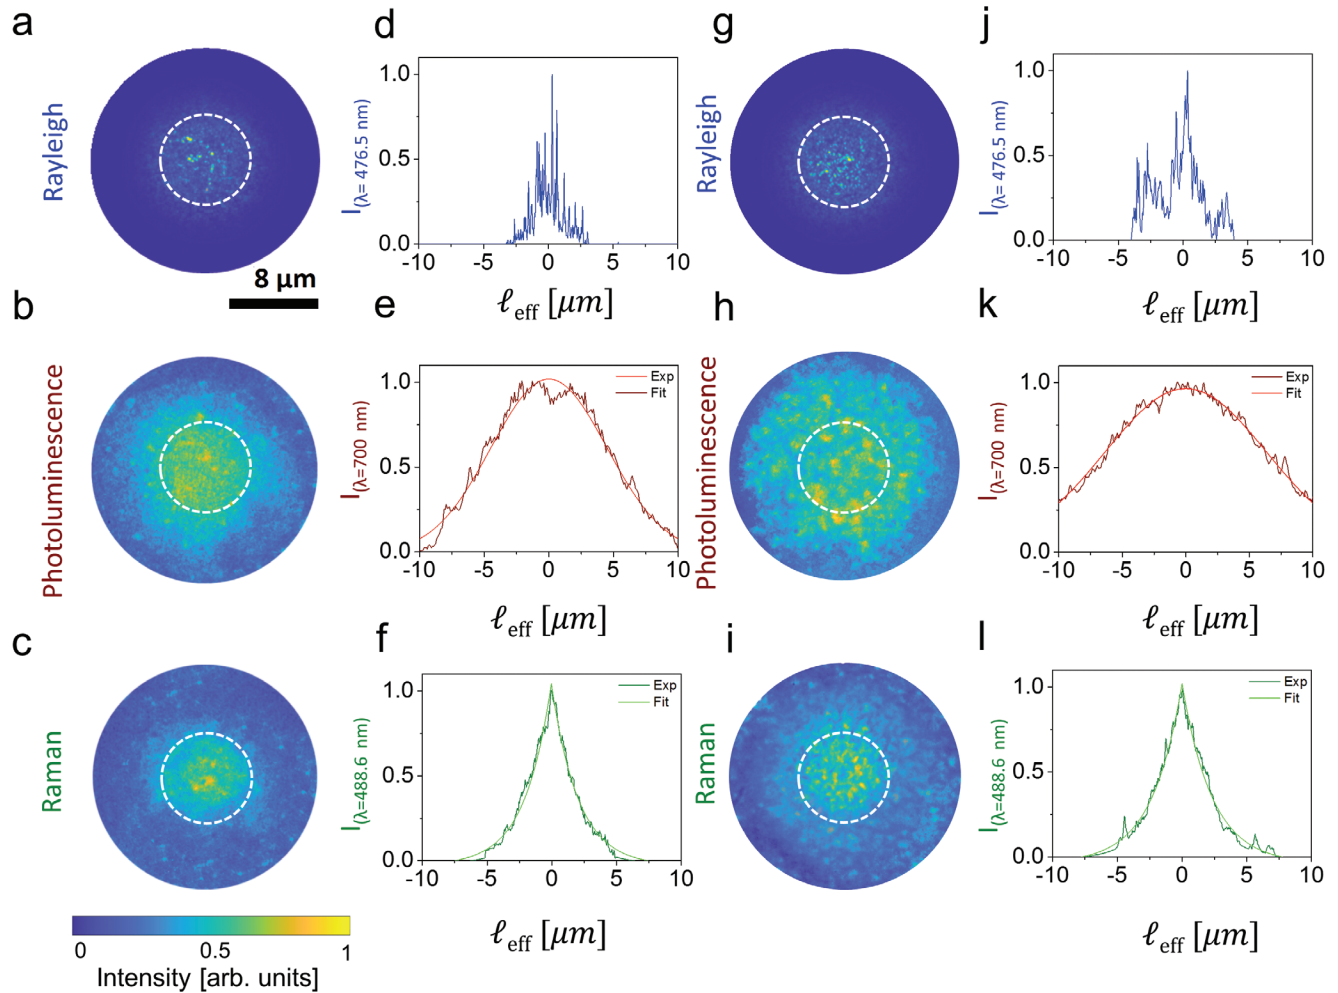 a
Rayleigh
8 µm
d
I(λ= 476.5 nm)
1.0
0.5
0.0
-10 -5 0 5 10
ℓeff [μm]
g
Rayleigh
j
I(λ= 476.5 nm)
1.0
0.5
0.0
-10 -5 0 5 10
ℓeff [μm]
b
Photoluminescence
e
I(λ=700 nm)
1.0
0.5
0.0
Exp
Fit
-10 -5 0 5 10
ℓeff [μm]
h
Photoluminescence
k
I(λ=700 nm)
1.0
0.5
0.0
Exp
Fit
-10 -5 0 5 10
ℓeff [μm]
c
Raman
f
I(λ=488.6 nm)
1.0
0.5
0.0
Exp
Fit
-10 -5 0 5 10
ℓeff [μm]
i
Raman
l
I(λ=488.6 nm)
1.0
0.5
0.0
Exp
Fit
-10 -5 0 5 10
ℓeff [μm]
0 0.5 1
Intensity [arb. units]